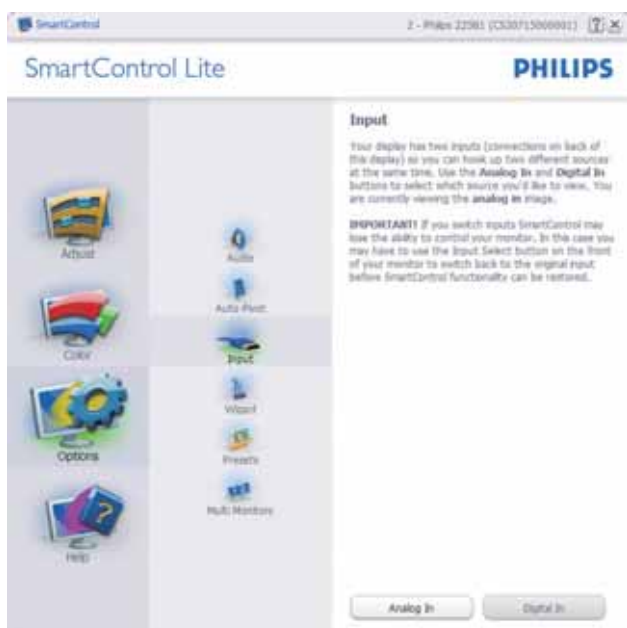 SmartControl
SmartControl Lite
PHILIPS
Adjust
Color
Options
Help
Audio
Auto Pivot
Input
Wizard
Presets
Multi Monitors
Input
Your display has two inputs (connections on back of
this display) so you can hook up two different sources
at the same time. Use the Analog In and Digital In
buttons to select which source you'd like to view. You
are currently viewing the analog in image.
IMPORTANT! If you switch inputs SmartControl may
lose the ability to control your monitor. In this case you
may have to use the Input Select button on the front
of your monitor to switch back to the original input
before SmartControl functionality can be restored.
Analog In
Digital In